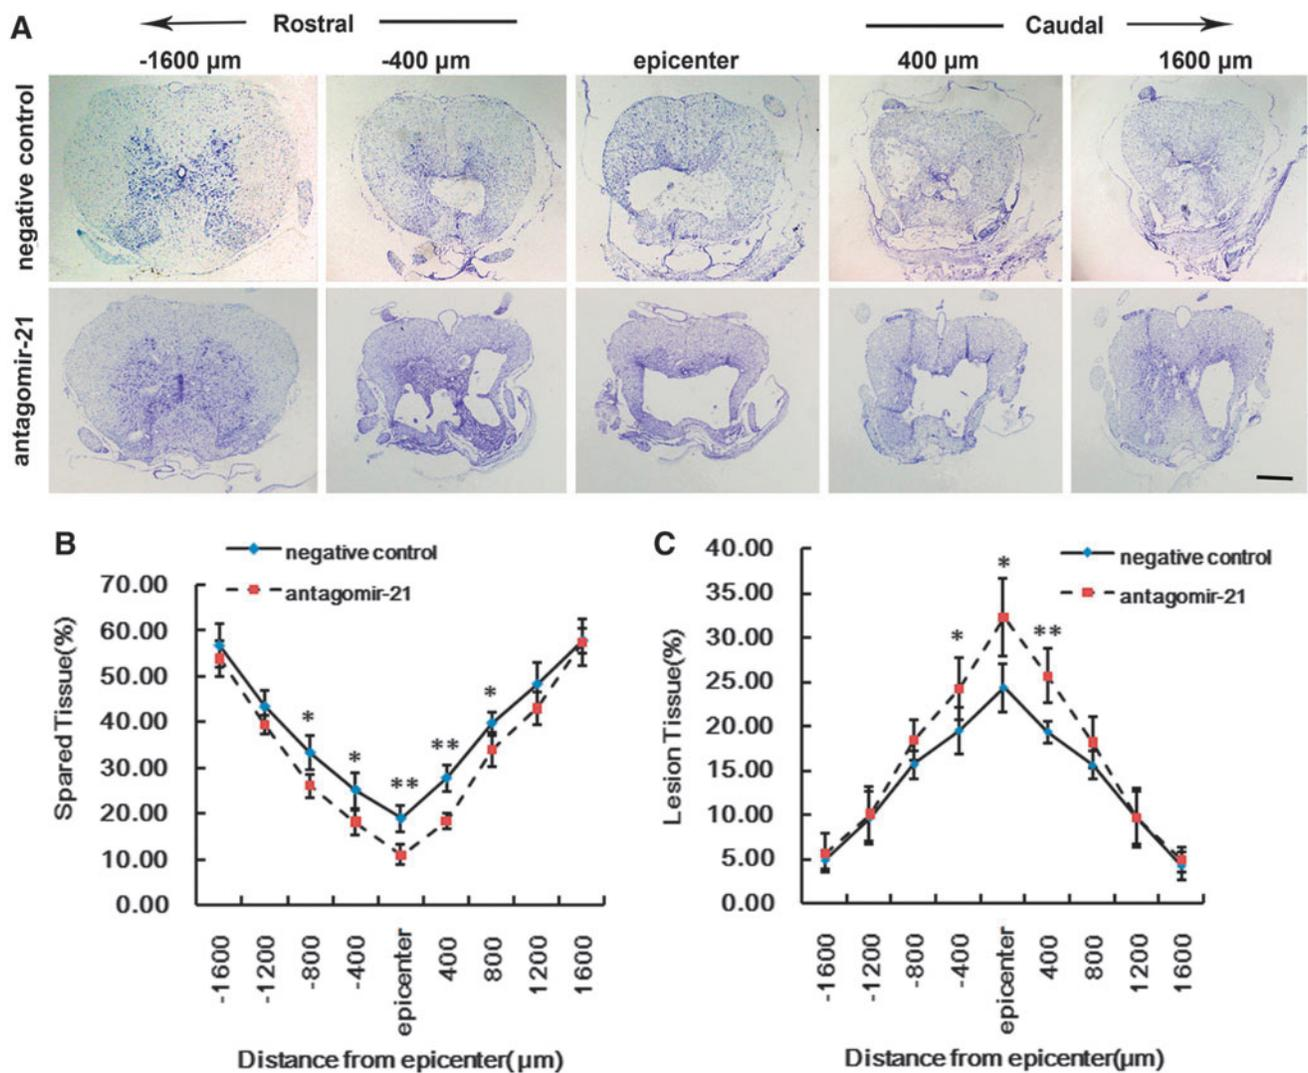 A
Rostral
Caudal
-1600 µm
-400 µm
epicenter
400 µm
1600 µm
negative control
antagomir-21
B
negative control
antagomir-21
Spared Tissue(%)
70.00
60.00
50.00
40.00
30.00
20.00
10.00
0.00
*
*
**
**
*
-1600
-1200
-800
-400
epicenter
400
800
1200
1600
Distance from epicenter(µm)
C
negative control
antagomir-21
Lesion Tissue(%)
40.00
35.00
30.00
25.00
20.00
15.00
10.00
5.00
0.00
*
*
**
-1600
-1200
-800
-400
epicenter
400
800
1200
1600
Distance from epicenter(µm)